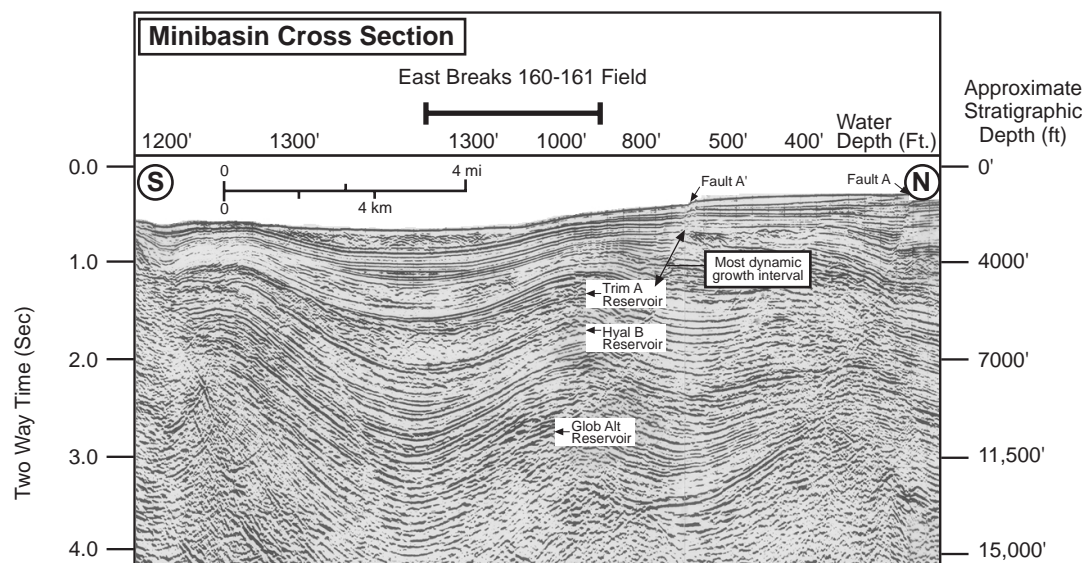 Minibasin Cross Section
East Breaks 160-161 Field
Approximate
Stratigraphic
Depth (ft)
Water
1200' 1300' 1300' 1000' 800' 500' 400' Depth (Ft.)
0.0 0'
S N
0 4 mi
0 4 km
Fault A' Fault A
1.0 4000'
Most dynamic
growth interval
Trim A
Reservoir
Hyal B
Reservoir
2.0 7000'
Glob Alt
Reservoir
3.0 11,500'
4.0 15,000'
Two Way Time (Sec)